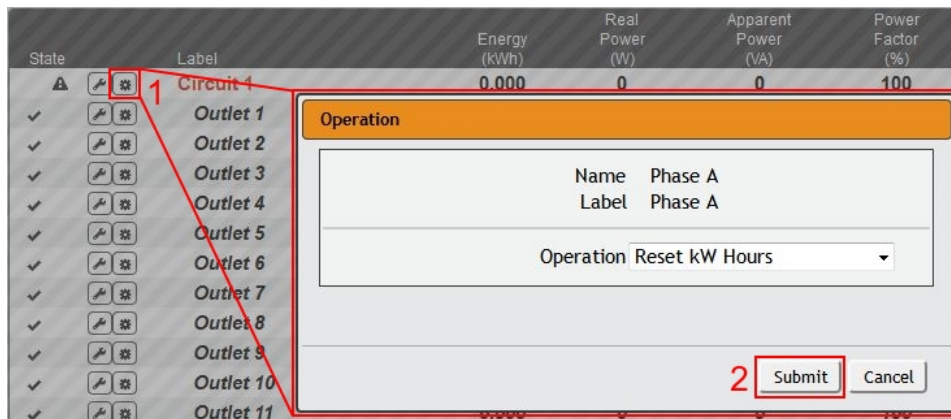 Real Apparent Power
Energy Power Power Factor
State Label (kWh) (W) (VA) (%)
1 Circuit 1 0.000 0 0 100
Outlet 1
Operation
Outlet 2
Outlet 3
Name Phase A
Outlet 4
Label Phase A
Outlet 5
Outlet 6
Operation Reset kW Hours
Outlet 7
Outlet 8
Outlet 9
Outlet 10
2 Submit Cancel
Outlet 11